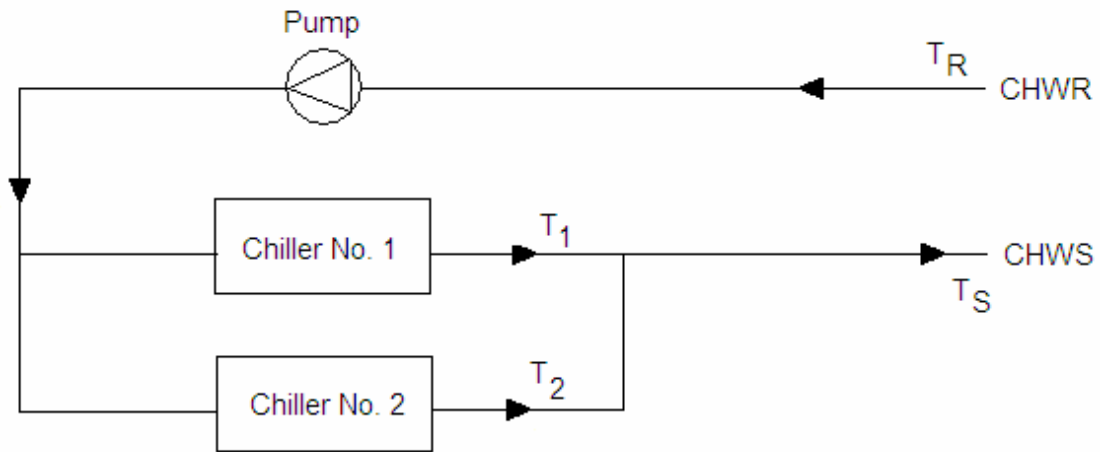 Pump
T_R
CHWR
Chiller No. 1
T_1
CHWS
T_S
Chiller No. 2
T_2